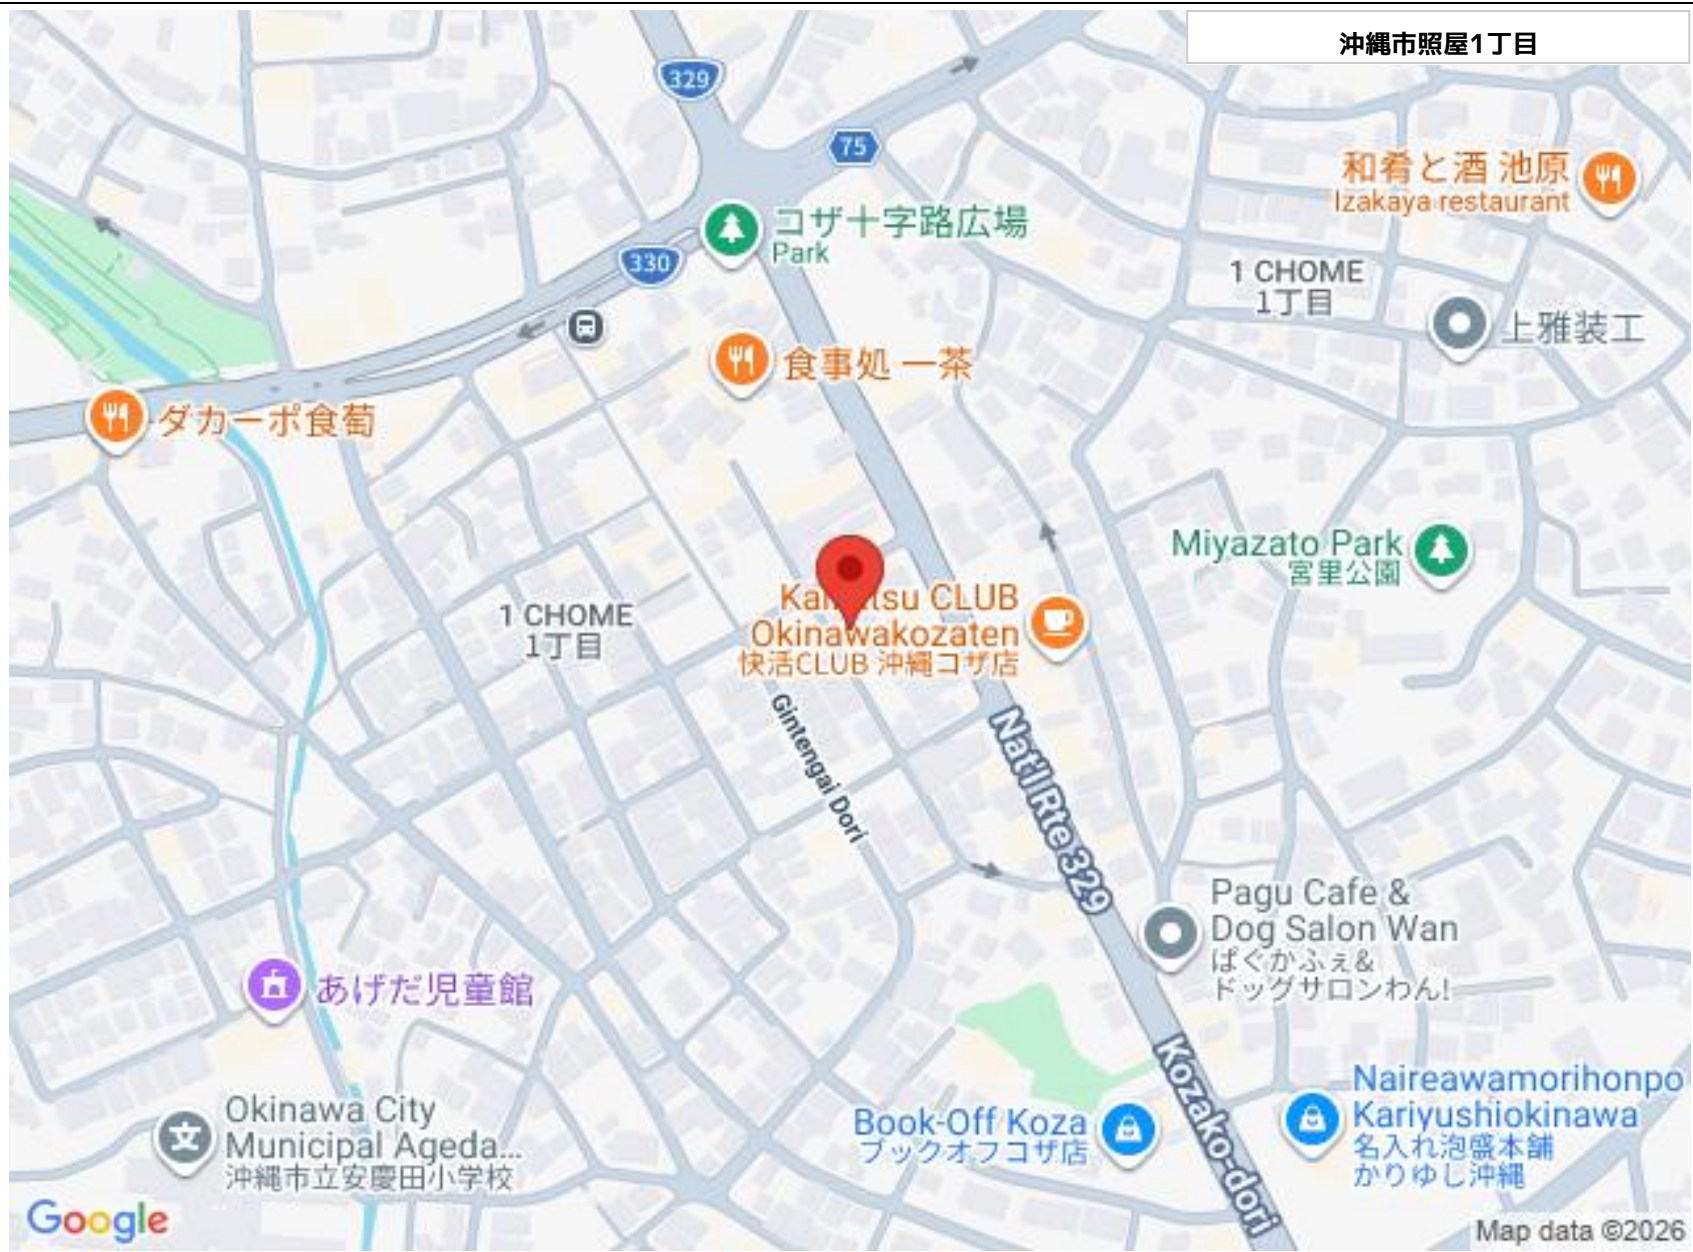 沖縄市照屋1丁目
329
75
和肴と酒 池原
Izakaya restaurant
コザ十字路広場
Park
330
1 CHOME
1丁目
上雅装工
食事処 一茶
ダカーポ食萄
Miyazato Park
宮里公園
CLUB
Okinawakozaten
快活CLUB 沖縄コザ店
1 CHOME
1丁目
Gintengai Dori
Nat'l Rte 329
Pagu Cafe &
Dog Salon Wan
ぱぐかふぇ&
ドッグサロンわん!
あげだ児童館
Kozako-dori
Okinawa City
Municipal Ageda...
沖縄市立安慶田小学校
Book-Off Koza
ブックオフコザ店
Naireawamorihonpo
Kariyushiokinawa
名入れ泡盛本舗
かりゆし沖縄
Google
Map data ©2026